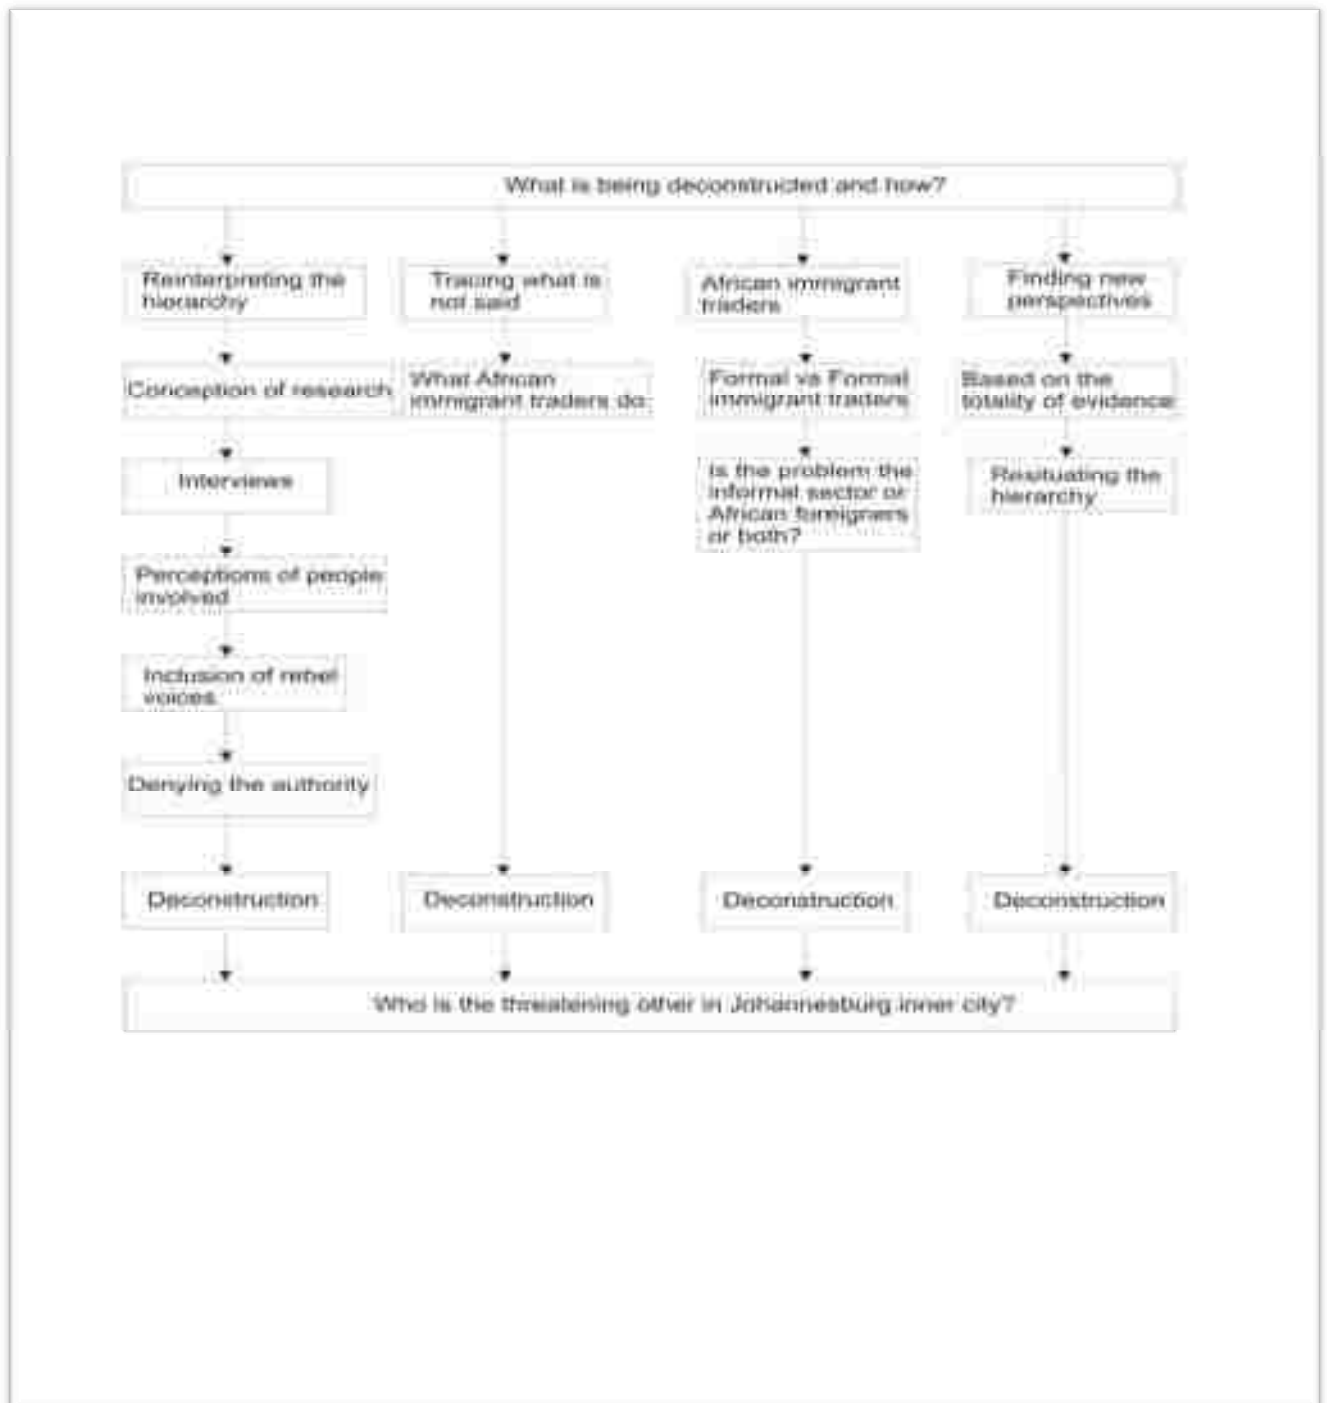 What is being deconstructed and how?
Reinterpreting the
hierarchy
Tracing what is
not said
African immigrant
traders
Finding new
perspectives
Conception of research
What African
immigrant traders do
Formal vs Formal
immigrant traders
Based on the
totality of evidence
Interviews
Is the problem the
informal sector or
African foreigners
or both?
Resituating the
hierarchy
Perceptions of people
involved
Inclusion of rebel
voices
Denying the authority
Deconstruction
Deconstruction
Deconstruction
Deconstruction
Who is the threatening other in Johannesburg inner city?